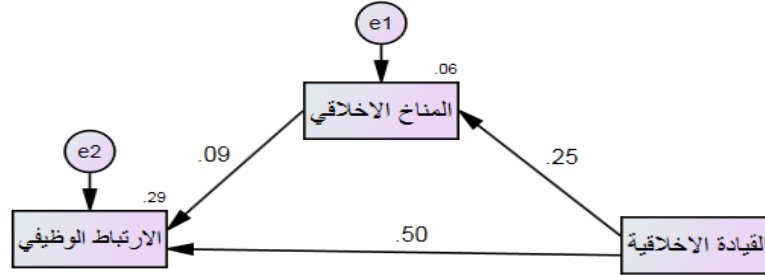 e1
.06
المناخ الاخلاقي
e2
.09
.25
.29
الارتباط الوظيفي
.50
القيادة الاخلاقية